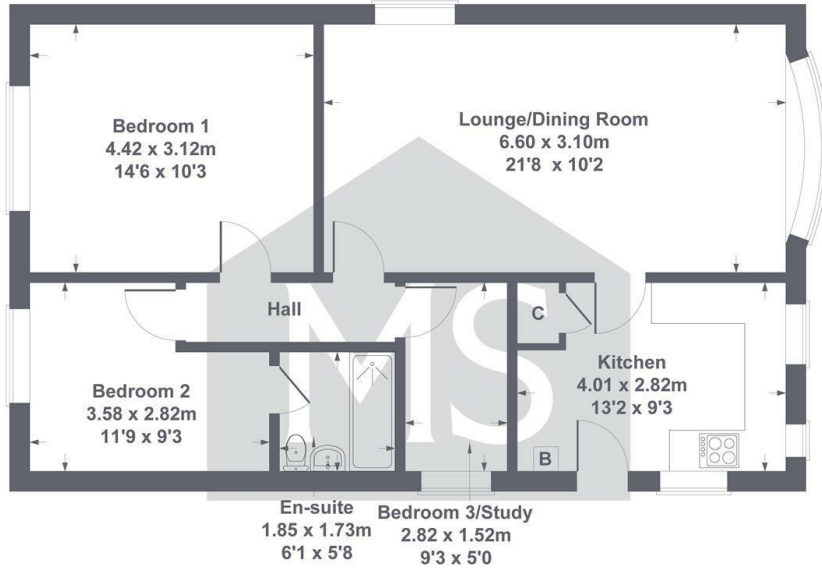 Bedroom 1
4.42 x 3.12m
14'6 x 10'3
Lounge/Dining Room
6.60 x 3.10m
21'8 x 10'2
Hall
C
MS
Kitchen
4.01 x 2.82m
13'2 x 9'3
Bedroom 2
3.58 x 2.82m
11'9 x 9'3
B
En-suite
1.85 x 1.73m
6'1 x 5'8
Bedroom 3/Study
2.82 x 1.52m
9'3 x 5'0